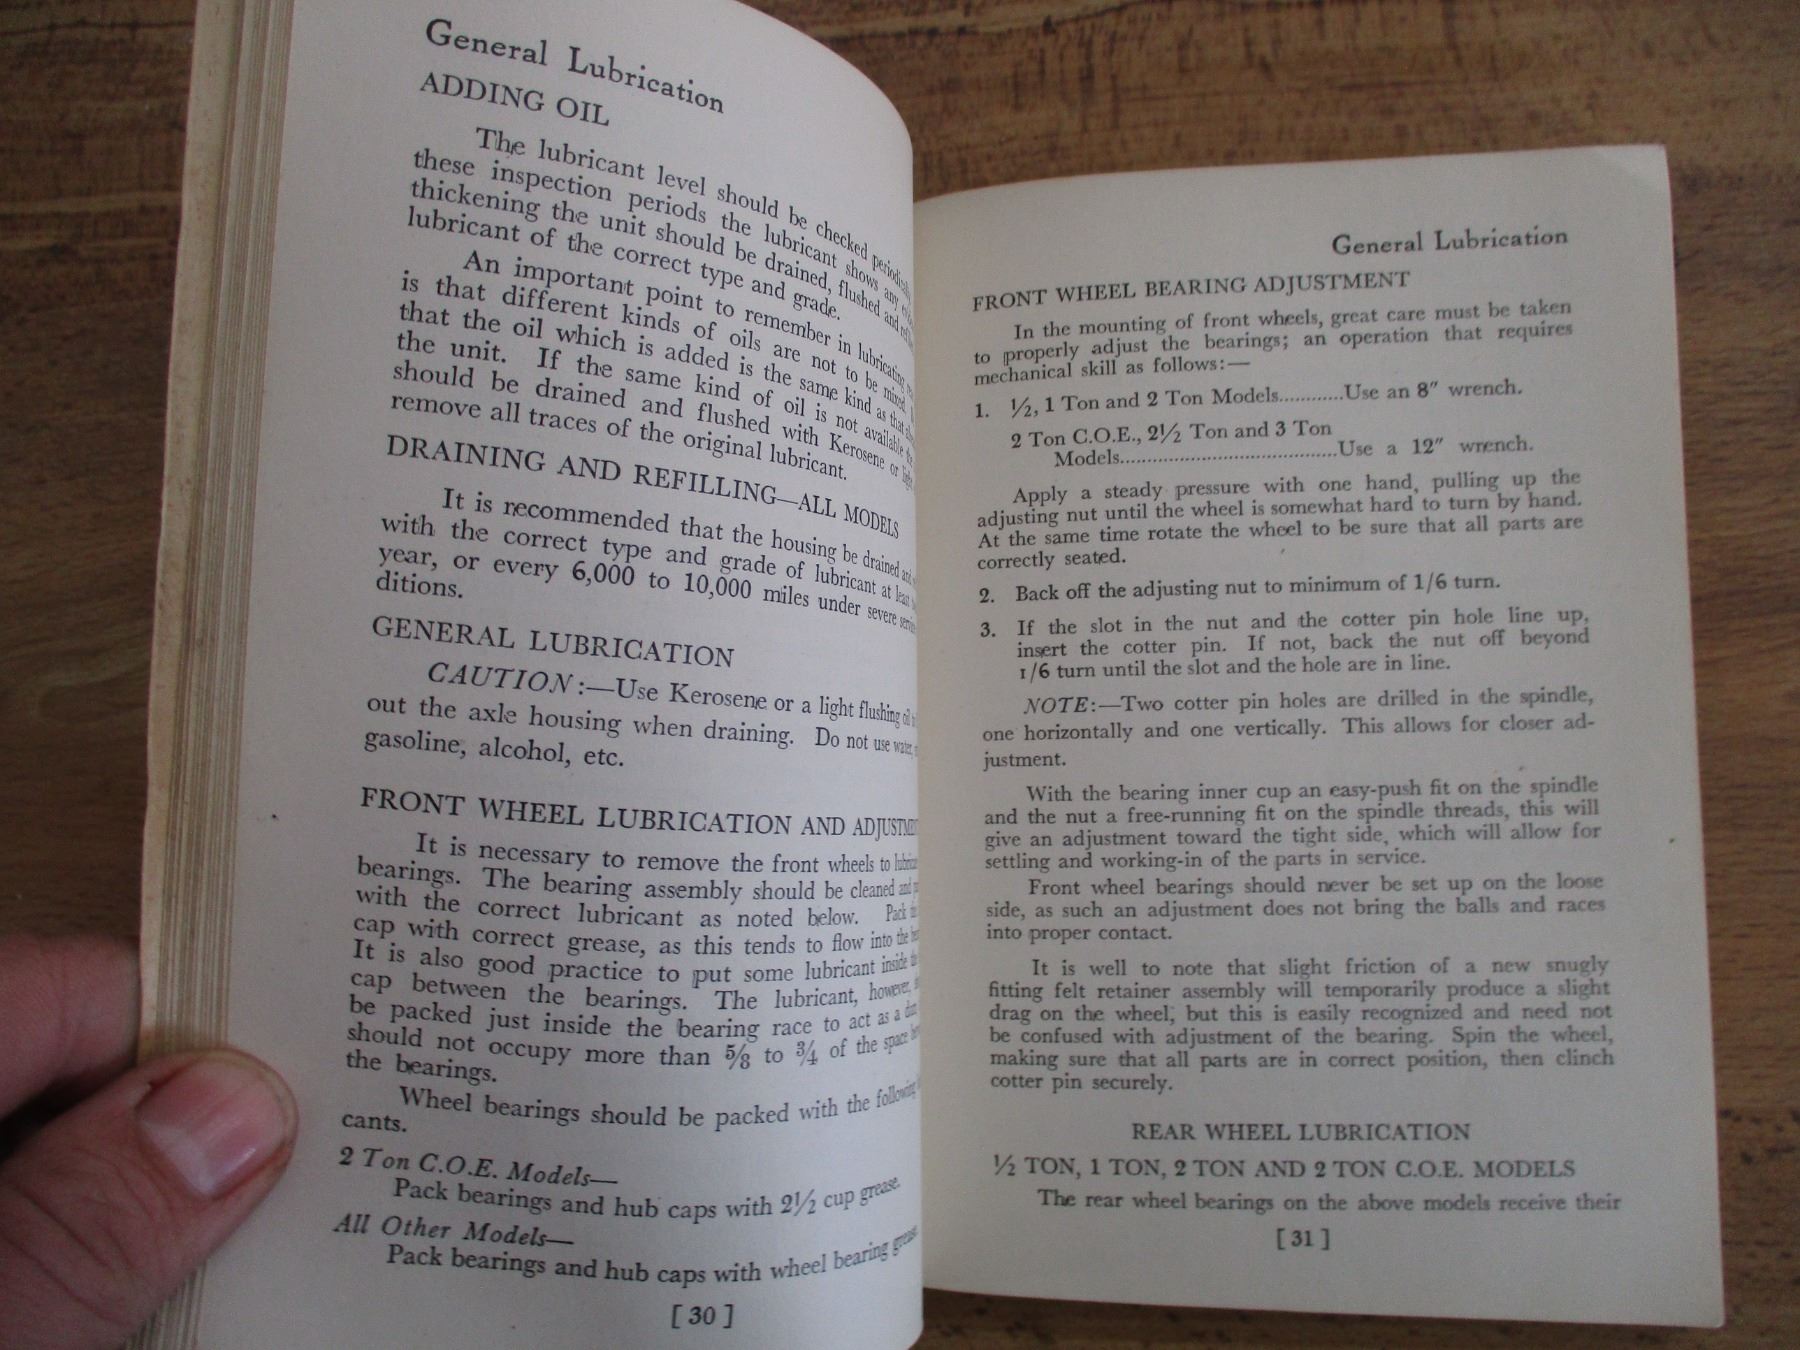 General Lubrication
ADDING OIL
The lubricant level should be checked periodically
these inspection periods the lubricant shows any
thickening the unit should be drained, flushed and
lubricant of the correct type and grade.
An important point to remember in lubricating
is that different kinds of oils are not to be mixed.
that the oil which is added is the same kind as that
the unit. If the same kind of oil is not available the
should be drained and flushed with Kerosene or light
remove all traces of the original lubricant.
DRAINING AND REFILLING—ALL MODELS
It is recommended that the housing be drained and
with the correct type and grade of lubricant at least
year, or every 6,000 to 10,000 miles under severe
ditions.
GENERAL LUBRICATION
CAUTION:—Use Kerosene or a light flushing oil
out the axle housing when draining. Do not use water,
gasoline, alcohol, etc.
FRONT WHEEL LUBRICATION AND
It is necessary to remove the front wheels to
bearings. The bearing assembly should be cleaned and
with the correct lubricant as noted below. Pack
cap with correct grease, as this tends to flow into the
It is also good practice to put some lubricant inside
cap between the bearings. The lubricant, however,
be packed just inside the bearing race to act as a
should not occupy more than 5/8 to 3/4 of the space
the bearings.
Wheel bearings should be packed with the following
cants.
2 Ton C.O.E. Models—
Pack bearings and hub caps with 2½ cup grease.
All Other Models—
Pack bearings and hub caps with wheel bearing grease.
[ 30 ]
General Lubrication
FRONT WHEEL BEARING ADJUSTMENT
In the mounting of front wheels, great care must be taken
to properly adjust the bearings; an operation that requires
mechanical skill as follows:—
1. ½, 1 Ton and 2 Ton Models............Use an 8″ wrench.
2 Ton C.O.E., 2½ Ton and 3 Ton
Models.........................................Use a 12″ wrench.
Apply a steady pressure with one hand, pulling up the
adjusting nut until the wheel is somewhat hard to turn by hand.
At the same time rotate the wheel to be sure that all parts are
correctly seated.
2. Back off the adjusting nut to minimum of 1/6 turn.
3. If the slot in the nut and the cotter pin hole line up,
insert the cotter pin. If not, back the nut off beyond
1/6 turn until the slot and the hole are in line.
NOTE:—Two cotter pin holes are drilled in the spindle,
one horizontally and one vertically. This allows for closer ad-
justment.
With the bearing inner cup an easy-push fit on the spindle
and the nut a free-running fit on the spindle threads, this will
give an adjustment toward the tight side, which will allow for
settling and working-in of the parts in service.
Front wheel bearings should never be set up on the loose
side, as such an adjustment does not bring the balls and races
into proper contact.
It is well to note that slight friction of a new snugly
fitting felt retainer assembly will temporarily produce a slight
drag on the wheel, but this is easily recognized and need not
be confused with adjustment of the bearing. Spin the wheel,
making sure that all parts are in correct position, then clinch
cotter pin securely.
REAR WHEEL LUBRICATION
½ TON, 1 TON, 2 TON AND 2 TON C.O.E. MODELS
The rear wheel bearings on the above models receive their
[ 31 ]